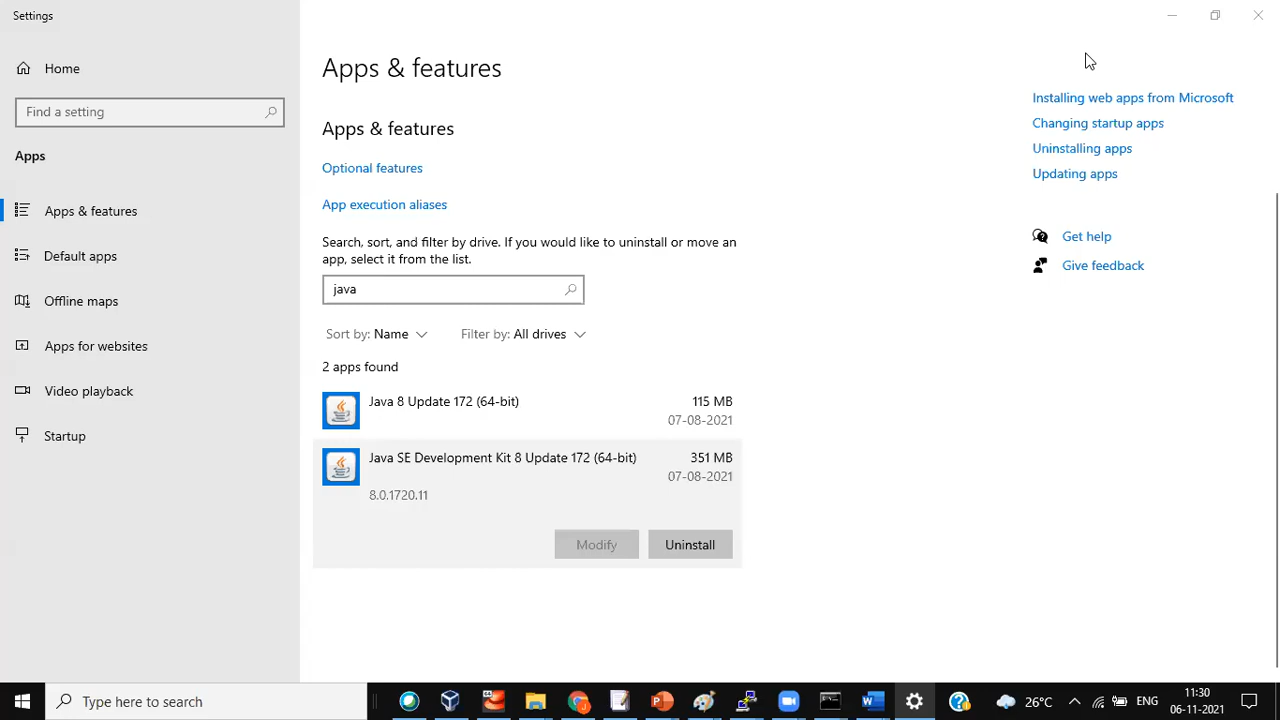 Settings
Home
Find a setting
Apps
Apps & features
Default apps
Offline maps
Apps for websites
Video playback
Startup
Apps & features
Apps & features
Optional features
App execution aliases
Search, sort, and filter by drive. If you would like to uninstall or move an
app, select it from the list.
java
Sort by: Name Filter by: All drives
2 apps found
Java 8 Update 172 (64-bit) 115 MB
07-08-2021
Java SE Development Kit 8 Update 172 (64-bit) 351 MB
07-08-2021
8.0.1720.11
Modify Uninstall
Installing web apps from Microsoft
Changing startup apps
Uninstalling apps
Updating apps
Get help
Give feedback
Type here to search
26°C ENG 11:30
06-11-2021